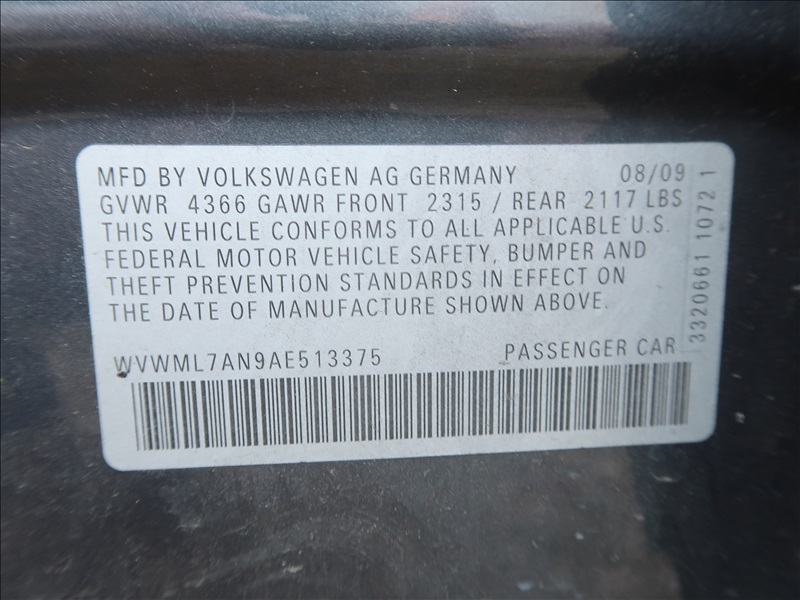 MFD BY VOLKSWAGEN AG GERMANY 08/09
GVWR 4366 GAWR FRONT 2315 / REAR 2117 LBS
THIS VEHICLE CONFORMS TO ALL APPLICABLE U.S.
FEDERAL MOTOR VEHICLE SAFETY, BUMPER AND
THEFT PREVENTION STANDARDS IN EFFECT ON
THE DATE OF MANUFACTURE SHOWN ABOVE.
WVWML7AN9AE513375 PASSENGER CAR
3320661 10721